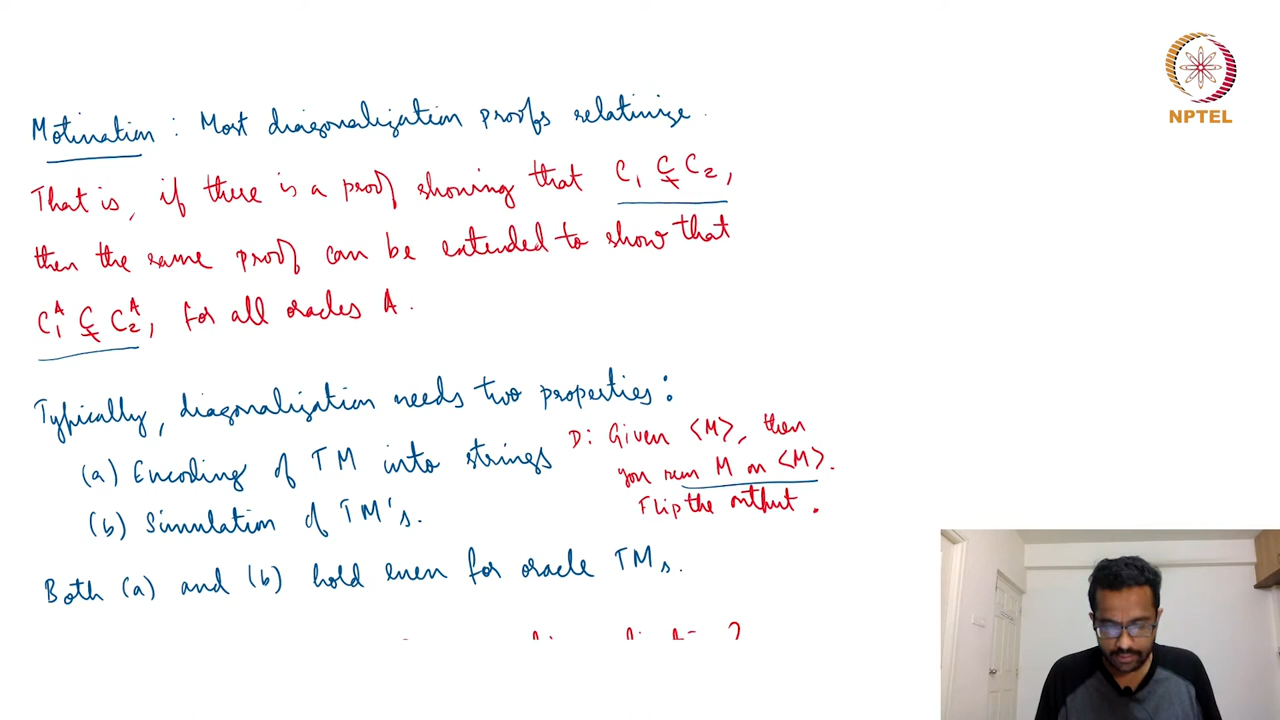 NPTEL
Motivation : Most diagonalization proofs relativize.
That is, if there is a proof showing that C₁ ⊊ C₂,
then the same proof can be extended to show that
C₁ᴬ ⊊ C₂ᴬ, for all oracles A.
Typically, diagonalization needs two properties:
(a) Encoding of TM into strings
(b) Simulation of TM's.
D: Given <M>, then
you run M on <M>.
Flip the output.
Both (a) and (b) hold even for oracle TMs.